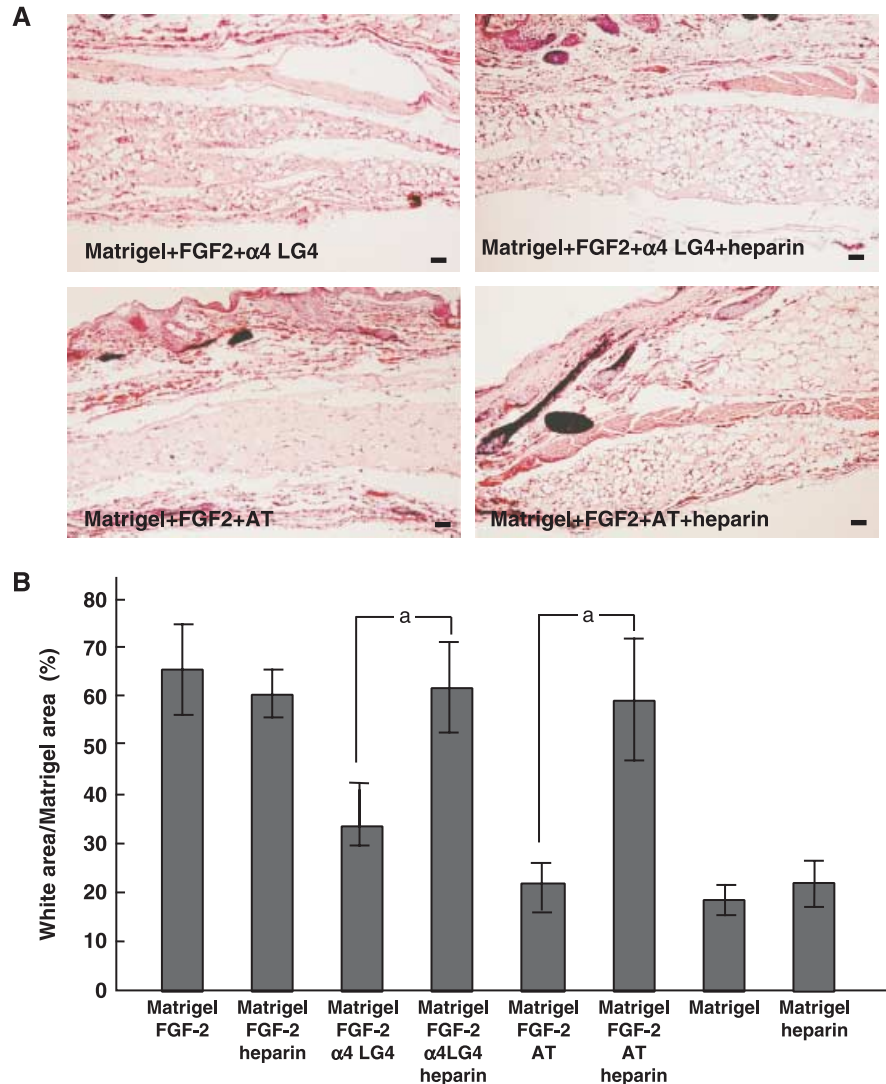 A
Matrigel+FGF2+α4 LG4
Matrigel+FGF2+α4 LG4+heparin
Matrigel+FGF2+AT
Matrigel+FGF2+AT+heparin
B
White area/Matrigel area (%)
80
70
60
50
40
30
20
10
0
a
a
Matrigel
FGF-2
Matrigel
FGF-2
heparin
Matrigel
FGF-2
α4 LG4
Matrigel
FGF-2
α4LG4
heparin
Matrigel
FGF-2
AT
Matrigel
FGF-2
AT
heparin
Matrigel
Matrigel
heparin